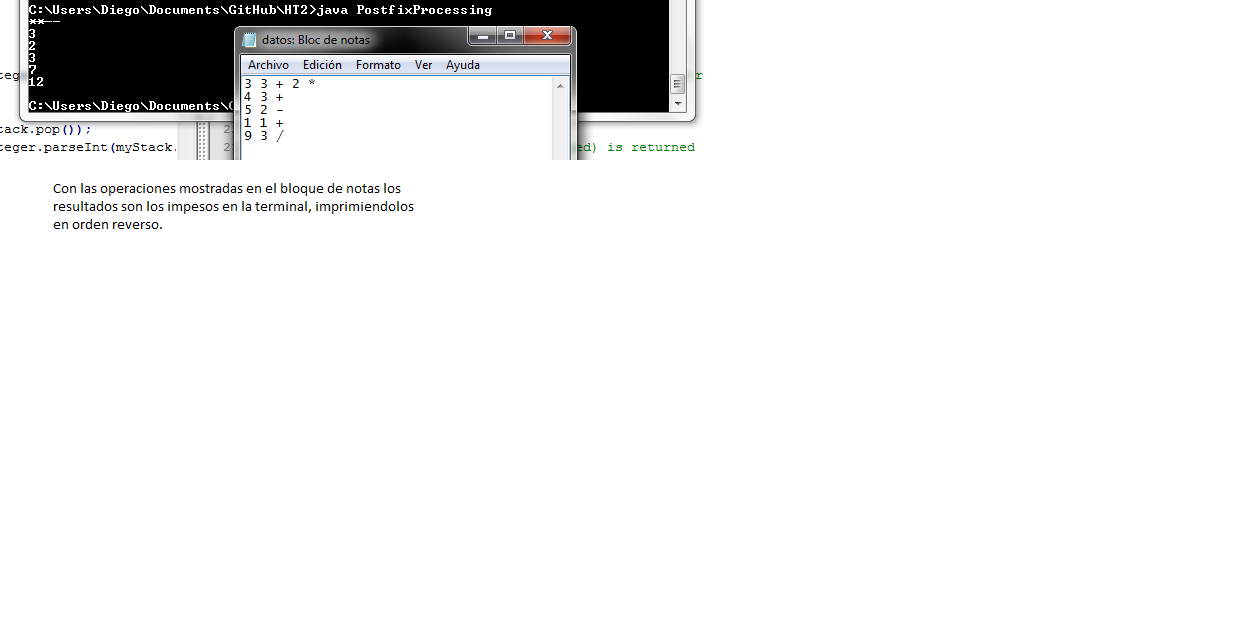 C:\Users\Diego\Documents\GitHub\HT2>java PostfixProcessing
**--
3
2
3
7
12
C:\Users\Diego\Documents\G
datos: Bloc de notas
Archivo Edición Formato Ver Ayuda
3 3 + 2 *
4 3 +
5 2 -
1 1 +
9 3 /
teg
r
tack.pop());
2
teger.parseInt(myStack.
2
ed) is returned
Con las operaciones mostradas en el bloque de notas los
resultados son los impesos en la terminal, imprimiendolos
en orden reverso.